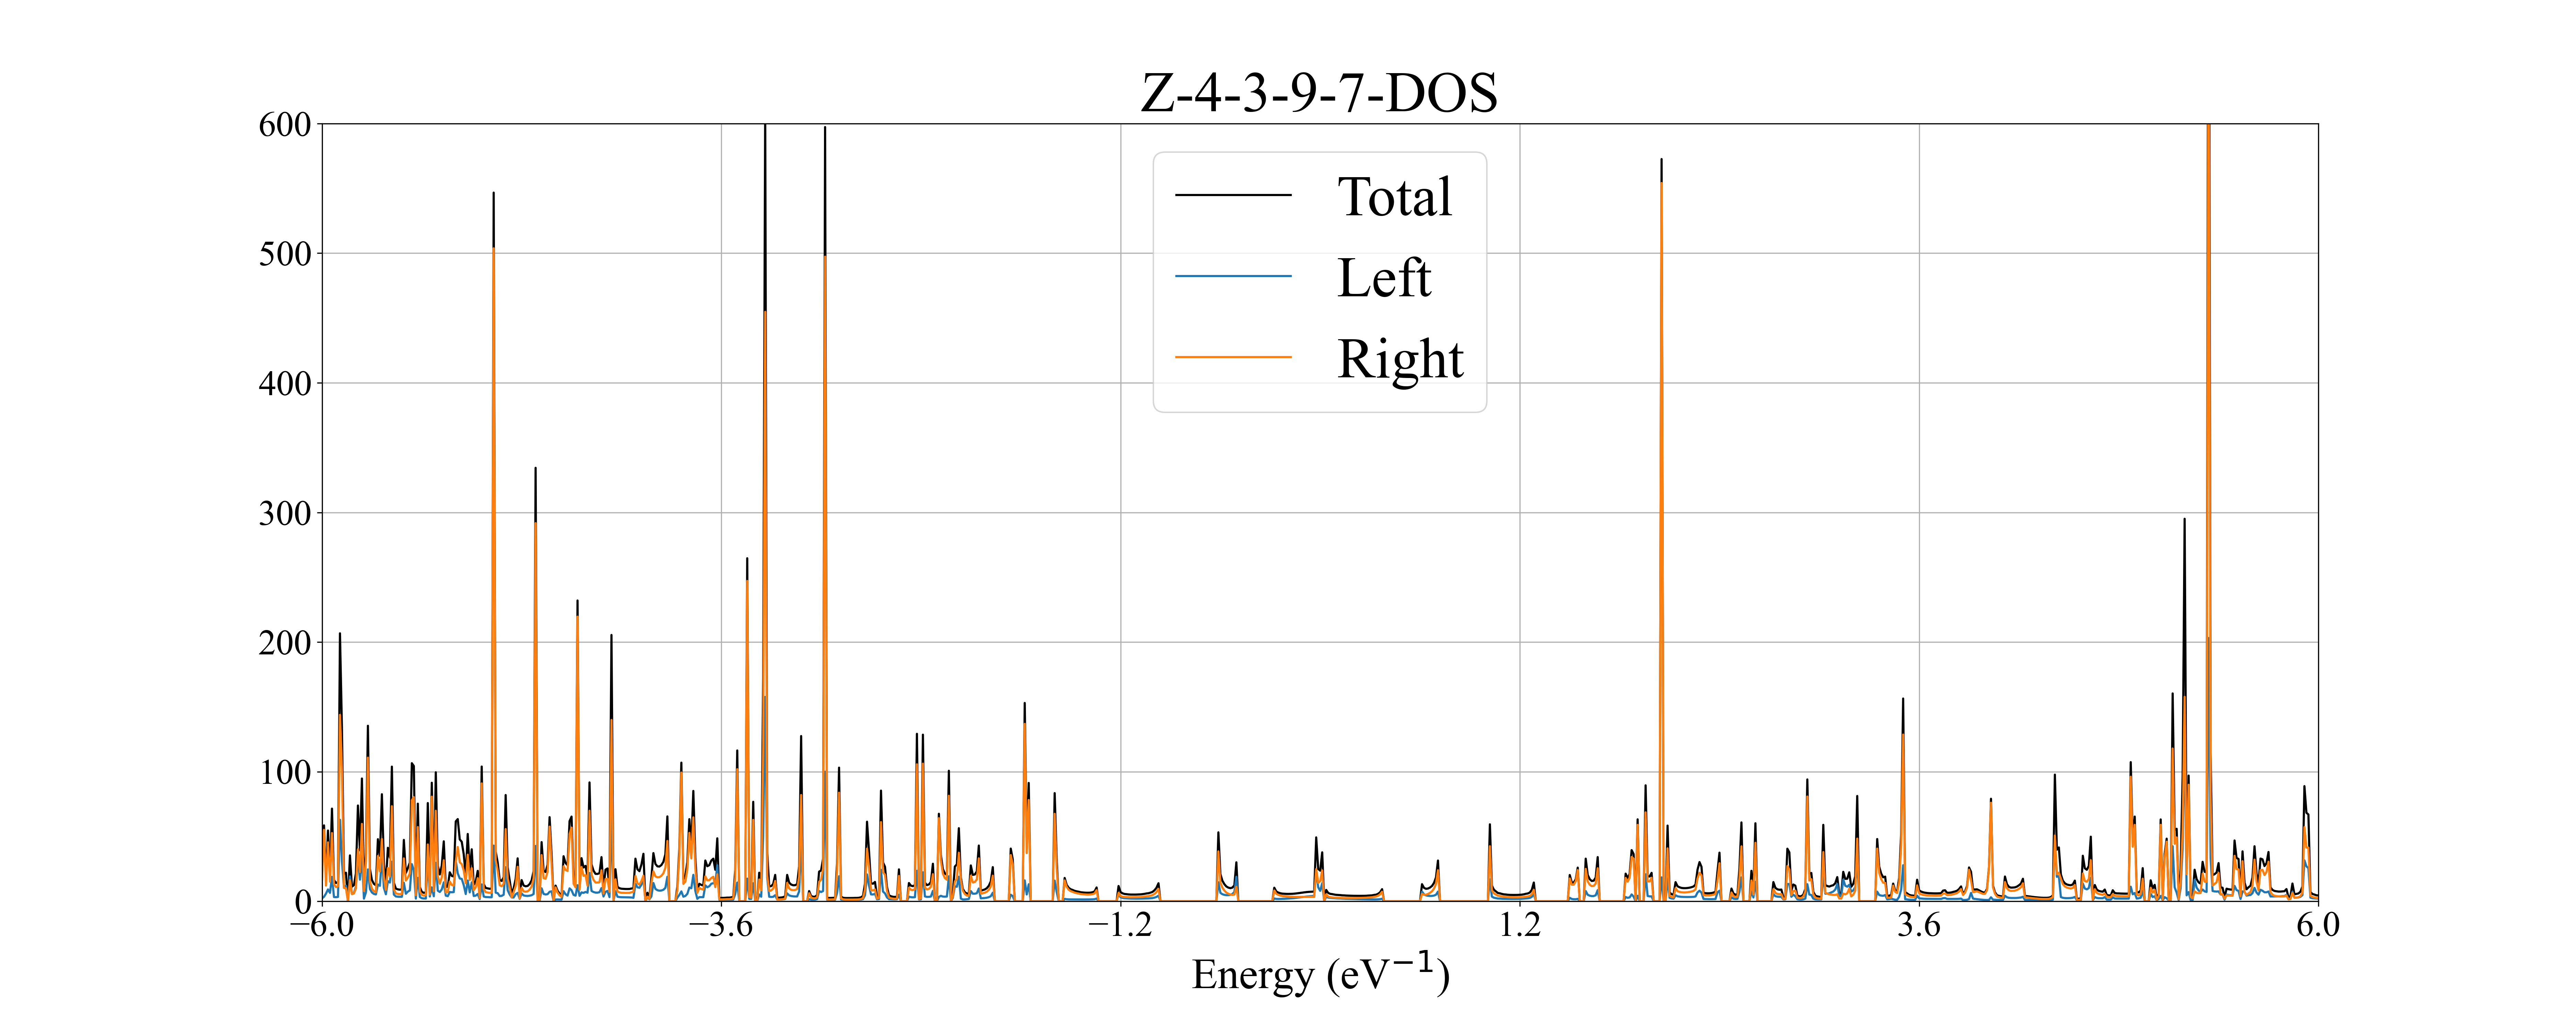 Z-4-3-9-7-DOS
600
500
400
300
200
100
0
Total
Left
Right
−6.0 −3.6 −1.2 1.2 3.6 6.0
Energy (eV⁻¹)